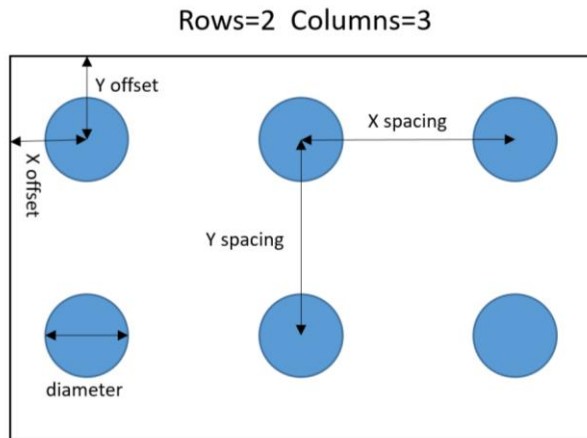 Rows=2 Columns=3
Y offset
X spacing
X offset
Y spacing
diameter